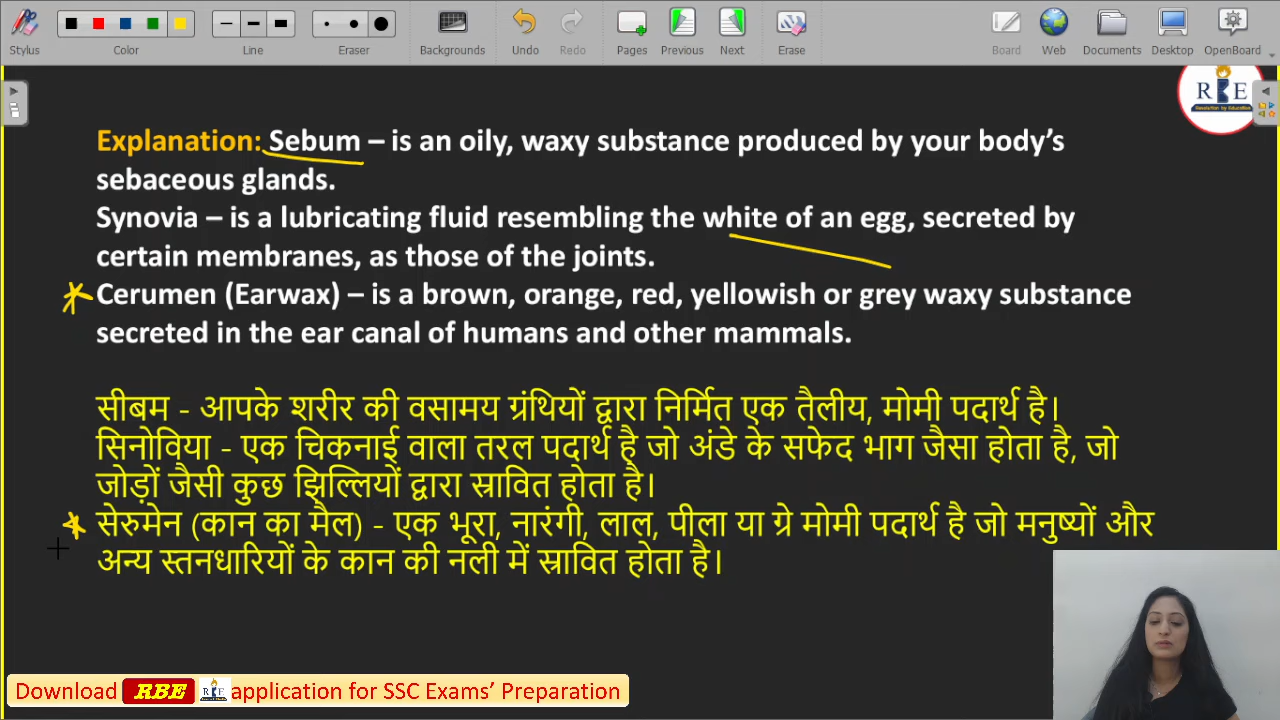 Stylus Color Line Eraser Backgrounds Undo Redo Pages Previous Next Erase Board Web Documents Desktop OpenBoard
R E
Explanation: Sebum – is an oily, waxy substance produced by your body's
sebaceous glands.
Synovia – is a lubricating fluid resembling the white of an egg, secreted by
certain membranes, as those of the joints.
Cerumen (Earwax) – is a brown, orange, red, yellowish or grey waxy substance
secreted in the ear canal of humans and other mammals.
सीबम - आपके शरीर की वसामय ग्रंथियों द्वारा निर्मित एक तैलीय, मोमी पदार्थ है।
सिनोविया - एक चिकनाई वाला तरल पदार्थ है जो अंडे के सफेद भाग जैसा होता है, जो
जोड़ों जैसी कुछ झिल्लियों द्वारा स्रावित होता है।
सेरुमेन (कान का मैल) - एक भूरा, नारंगी, लाल, पीला या ग्रे मोमी पदार्थ है जो मनुष्यों और
अन्य स्तनधारियों के कान की नली में स्रावित होता है।
Download RBE application for SSC Exams' Preparation